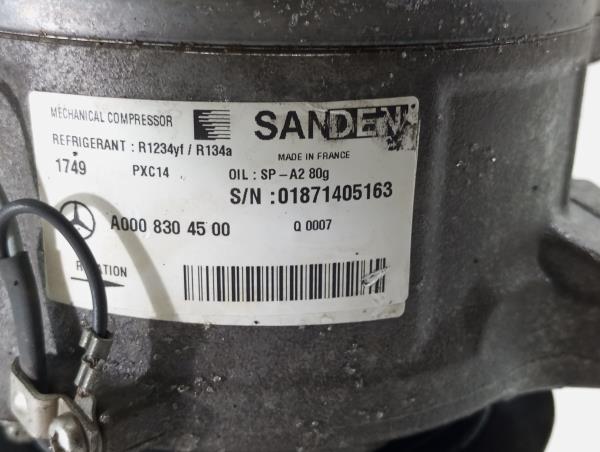 MECHANICAL COMPRESSOR SANDEN
REFRIGERANT : R1234yf / R134a MADE IN FRANCE
1749 PXC14 OIL : SP-A2 80g
S/N :01871405163
A000 830 45 00 Q 0007